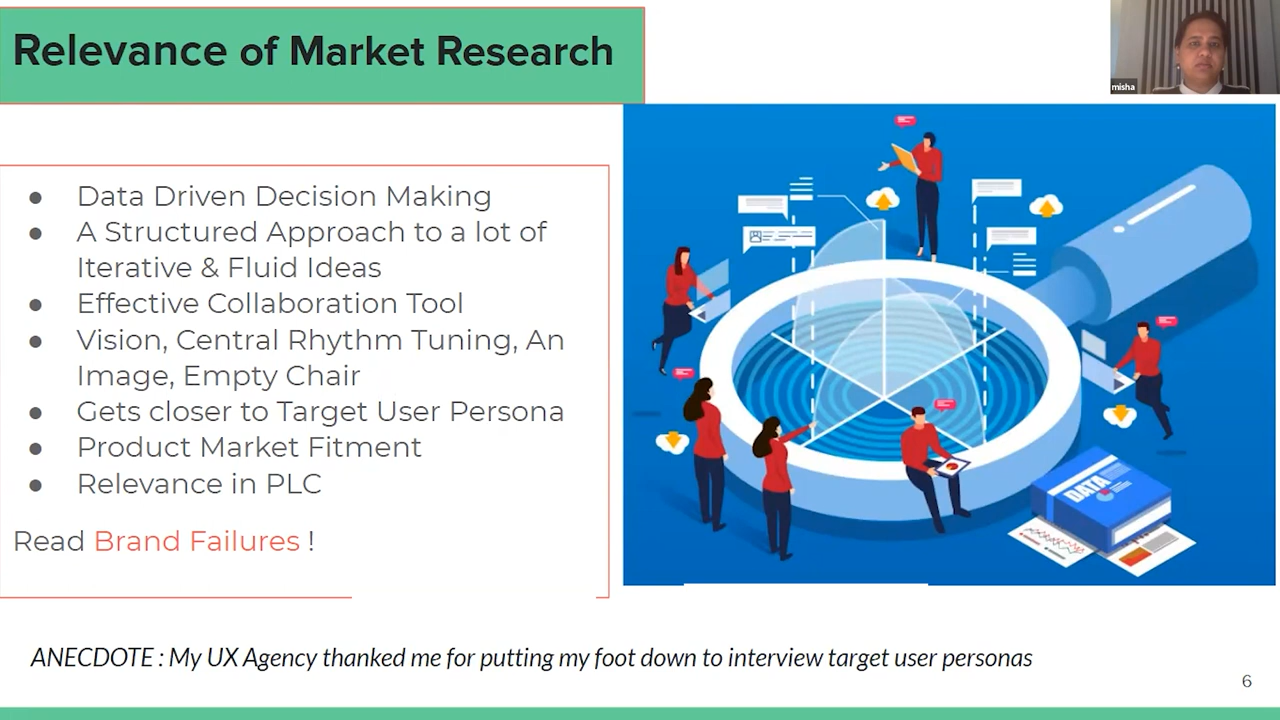 Relevance of Market Research
misha
● Data Driven Decision Making
● A Structured Approach to a lot of
Iterative & Fluid Ideas
● Effective Collaboration Tool
● Vision, Central Rhythm Tuning, An
Image, Empty Chair
● Gets closer to Target User Persona
● Product Market Fitment
● Relevance in PLC
Read Brand Failures !
DATA
ANECDOTE : My UX Agency thanked me for putting my foot down to interview target user personas
6